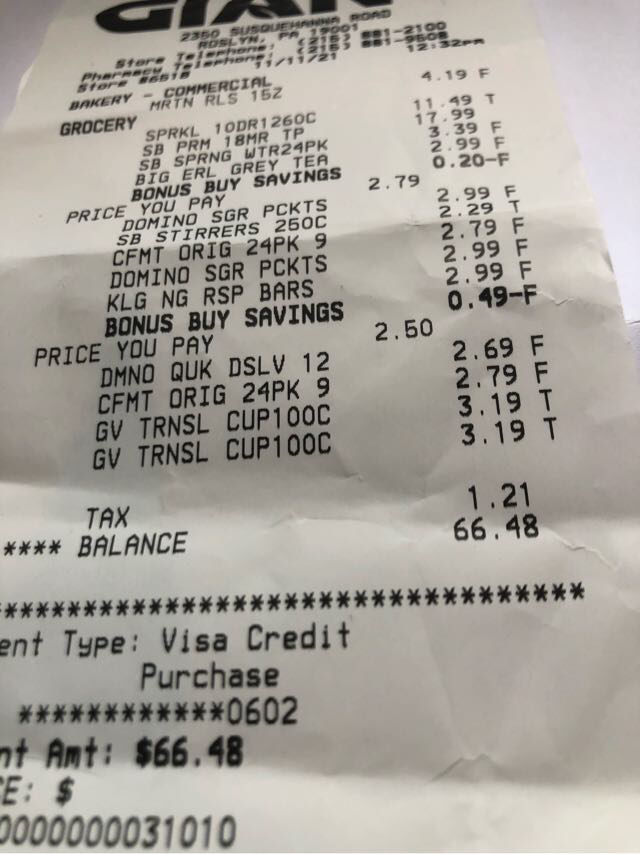 GIANT
2350 SUSQUEHANNA ROAD
ROSLYN, PA 19001
Store Telephone: (215) 881-2100
Pharmacy Telephone: (215) 881-9508
Store #6518 11/11/21 12:32pm
BAKERY - COMMERCIAL
MRTN RLS 15Z 4.19 F
GROCERY
SPRKL 10DR1260C 11.49 T
SB PRM 18MR TP 17.99
SB SPRNG WTR24PK 3.39 F
BIG ERL GREY TEA 2.99 F
BONUS BUY SAVINGS 0.20-F
PRICE YOU PAY 2.79
DOMINO SGR PCKTS 2.99 F
SB STIRRERS 250C 2.29 T
CFMT ORIG 24PK 9 2.79 F
DOMINO SGR PCKTS 2.99 F
KLG NG RSP BARS 2.99 F
BONUS BUY SAVINGS 0.49-F
PRICE YOU PAY 2.50
DMNO QUK DSLV 12 2.69 F
CFMT ORIG 24PK 9 2.79 F
GV TRNSL CUP100C 3.19 T
GV TRNSL CUP100C 3.19 T
TAX 1.21
**** BALANCE 66.48
************************************
ent Type: Visa Credit
Purchase
************0602
nt Amt: $66.48
CE: $
0000000031010